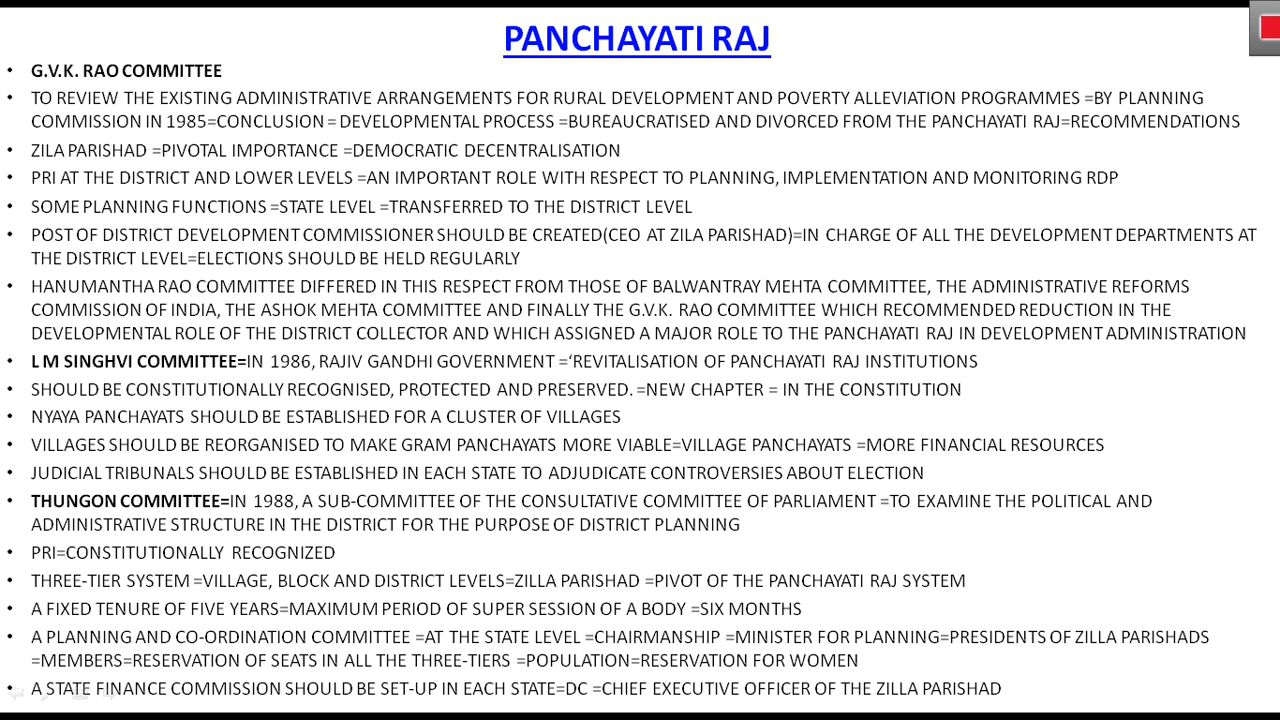 PANCHAYATI RAJ
• G.V.K. RAO COMMITTEE
• TO REVIEW THE EXISTING ADMINISTRATIVE ARRANGEMENTS FOR RURAL DEVELOPMENT AND POVERTY ALLEVIATION PROGRAMMES =BY PLANNING
COMMISSION IN 1985=CONCLUSION = DEVELOPMENTAL PROCESS =BUREAUCRATISED AND DIVORCED FROM THE PANCHAYATI RAJ=RECOMMENDATIONS
• ZILA PARISHAD =PIVOTAL IMPORTANCE =DEMOCRATIC DECENTRALISATION
• PRI AT THE DISTRICT AND LOWER LEVELS =AN IMPORTANT ROLE WITH RESPECT TO PLANNING, IMPLEMENTATION AND MONITORING RDP
• SOME PLANNING FUNCTIONS =STATE LEVEL =TRANSFERRED TO THE DISTRICT LEVEL
• POST OF DISTRICT DEVELOPMENT COMMISSIONER SHOULD BE CREATED(CEO AT ZILA PARISHAD)=IN CHARGE OF ALL THE DEVELOPMENT DEPARTMENTS AT
THE DISTRICT LEVEL=ELECTIONS SHOULD BE HELD REGULARLY
• HANUMANTHA RAO COMMITTEE DIFFERED IN THIS RESPECT FROM THOSE OF BALWANTRAY MEHTA COMMITTEE, THE ADMINISTRATIVE REFORMS
COMMISSION OF INDIA, THE ASHOK MEHTA COMMITTEE AND FINALLY THE G.V.K. RAO COMMITTEE WHICH RECOMMENDED REDUCTION IN THE
DEVELOPMENTAL ROLE OF THE DISTRICT COLLECTOR AND WHICH ASSIGNED A MAJOR ROLE TO THE PANCHAYATI RAJ IN DEVELOPMENT ADMINISTRATION
• L M SINGHVI COMMITTEE=IN 1986, RAJIV GANDHI GOVERNMENT =‘REVITALISATION OF PANCHAYATI RAJ INSTITUTIONS
• SHOULD BE CONSTITUTIONALLY RECOGNISED, PROTECTED AND PRESERVED. =NEW CHAPTER = IN THE CONSTITUTION
• NYAYA PANCHAYATS SHOULD BE ESTABLISHED FOR A CLUSTER OF VILLAGES
• VILLAGES SHOULD BE REORGANISED TO MAKE GRAM PANCHAYATS MORE VIABLE=VILLAGE PANCHAYATS =MORE FINANCIAL RESOURCES
• JUDICIAL TRIBUNALS SHOULD BE ESTABLISHED IN EACH STATE TO ADJUDICATE CONTROVERSIES ABOUT ELECTION
• THUNGON COMMITTEE=IN 1988, A SUB-COMMITTEE OF THE CONSULTATIVE COMMITTEE OF PARLIAMENT =TO EXAMINE THE POLITICAL AND
ADMINISTRATIVE STRUCTURE IN THE DISTRICT FOR THE PURPOSE OF DISTRICT PLANNING
• PRI=CONSTITUTIONALLY RECOGNIZED
• THREE-TIER SYSTEM =VILLAGE, BLOCK AND DISTRICT LEVELS=ZILLA PARISHAD =PIVOT OF THE PANCHAYATI RAJ SYSTEM
• A FIXED TENURE OF FIVE YEARS=MAXIMUM PERIOD OF SUPER SESSION OF A BODY =SIX MONTHS
• A PLANNING AND CO-ORDINATION COMMITTEE =AT THE STATE LEVEL =CHAIRMANSHIP =MINISTER FOR PLANNING=PRESIDENTS OF ZILLA PARISHADS
=MEMBERS=RESERVATION OF SEATS IN ALL THE THREE-TIERS =POPULATION=RESERVATION FOR WOMEN
• A STATE FINANCE COMMISSION SHOULD BE SET-UP IN EACH STATE=DC =CHIEF EXECUTIVE OFFICER OF THE ZILLA PARISHAD